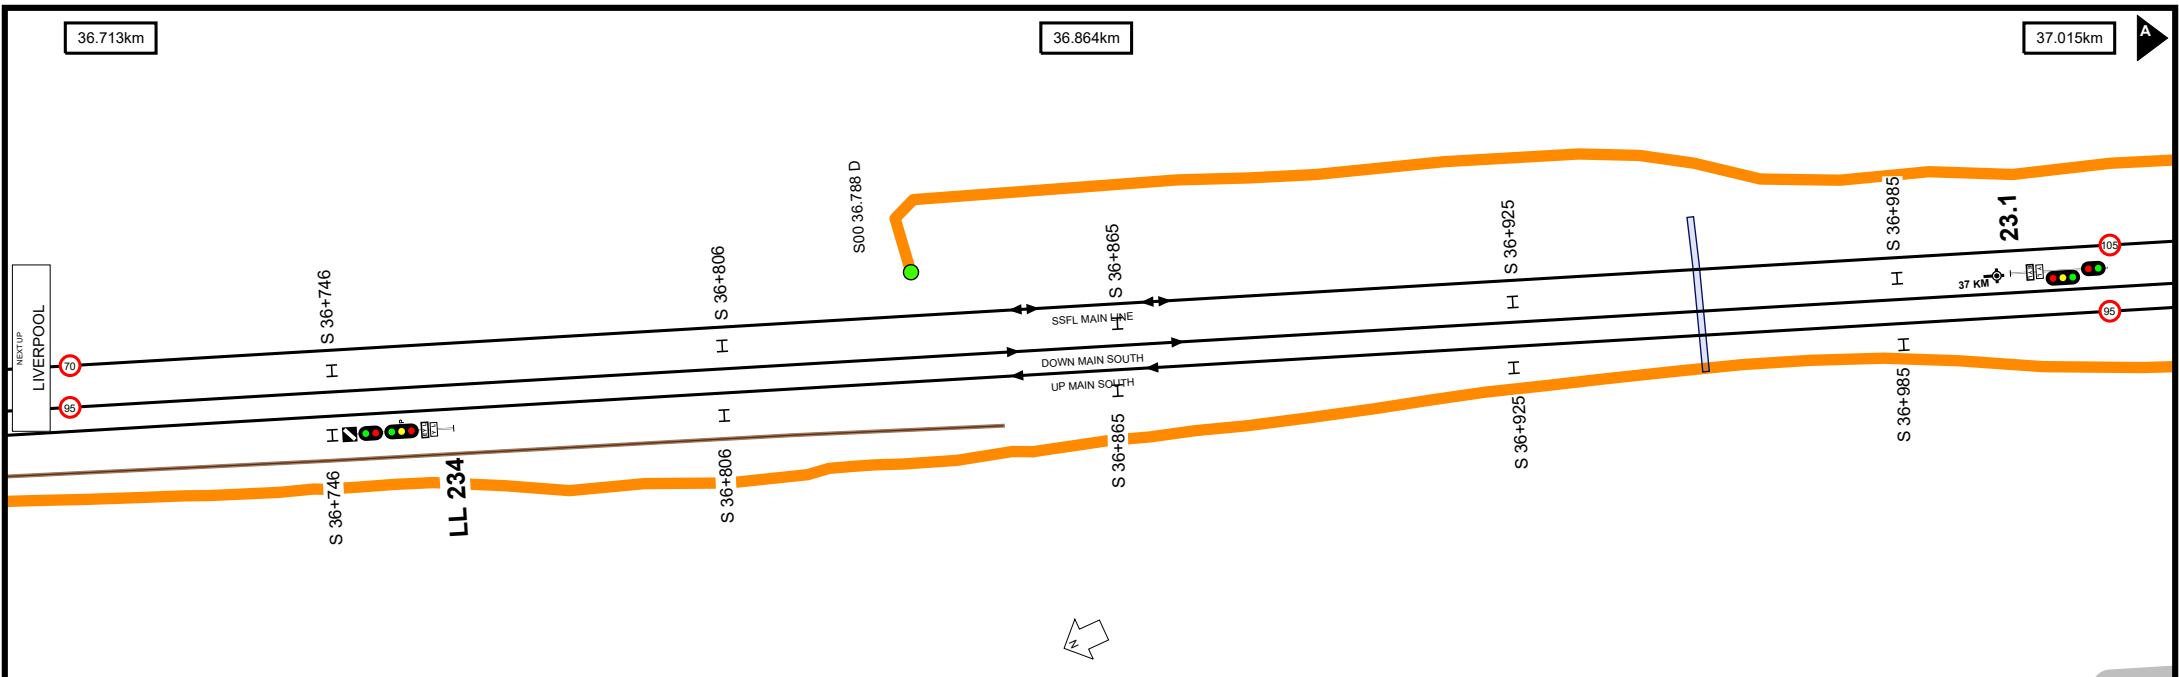 36.713km
36.864km
37.015km
A
S00 36.788 D
S 36+746
S 36+806
S 36+865
S 36+925
S 36+985
23.1
105
37 KM
NEXT UP
LIVERPOOL
70
95
SSFL MAIN LINE
DOWN MAIN SOUTH
UP MAIN SOUTH
95
P
LL 234
S 36+746
S 36+806
S 36+865
S 36+925
S 36+985
N